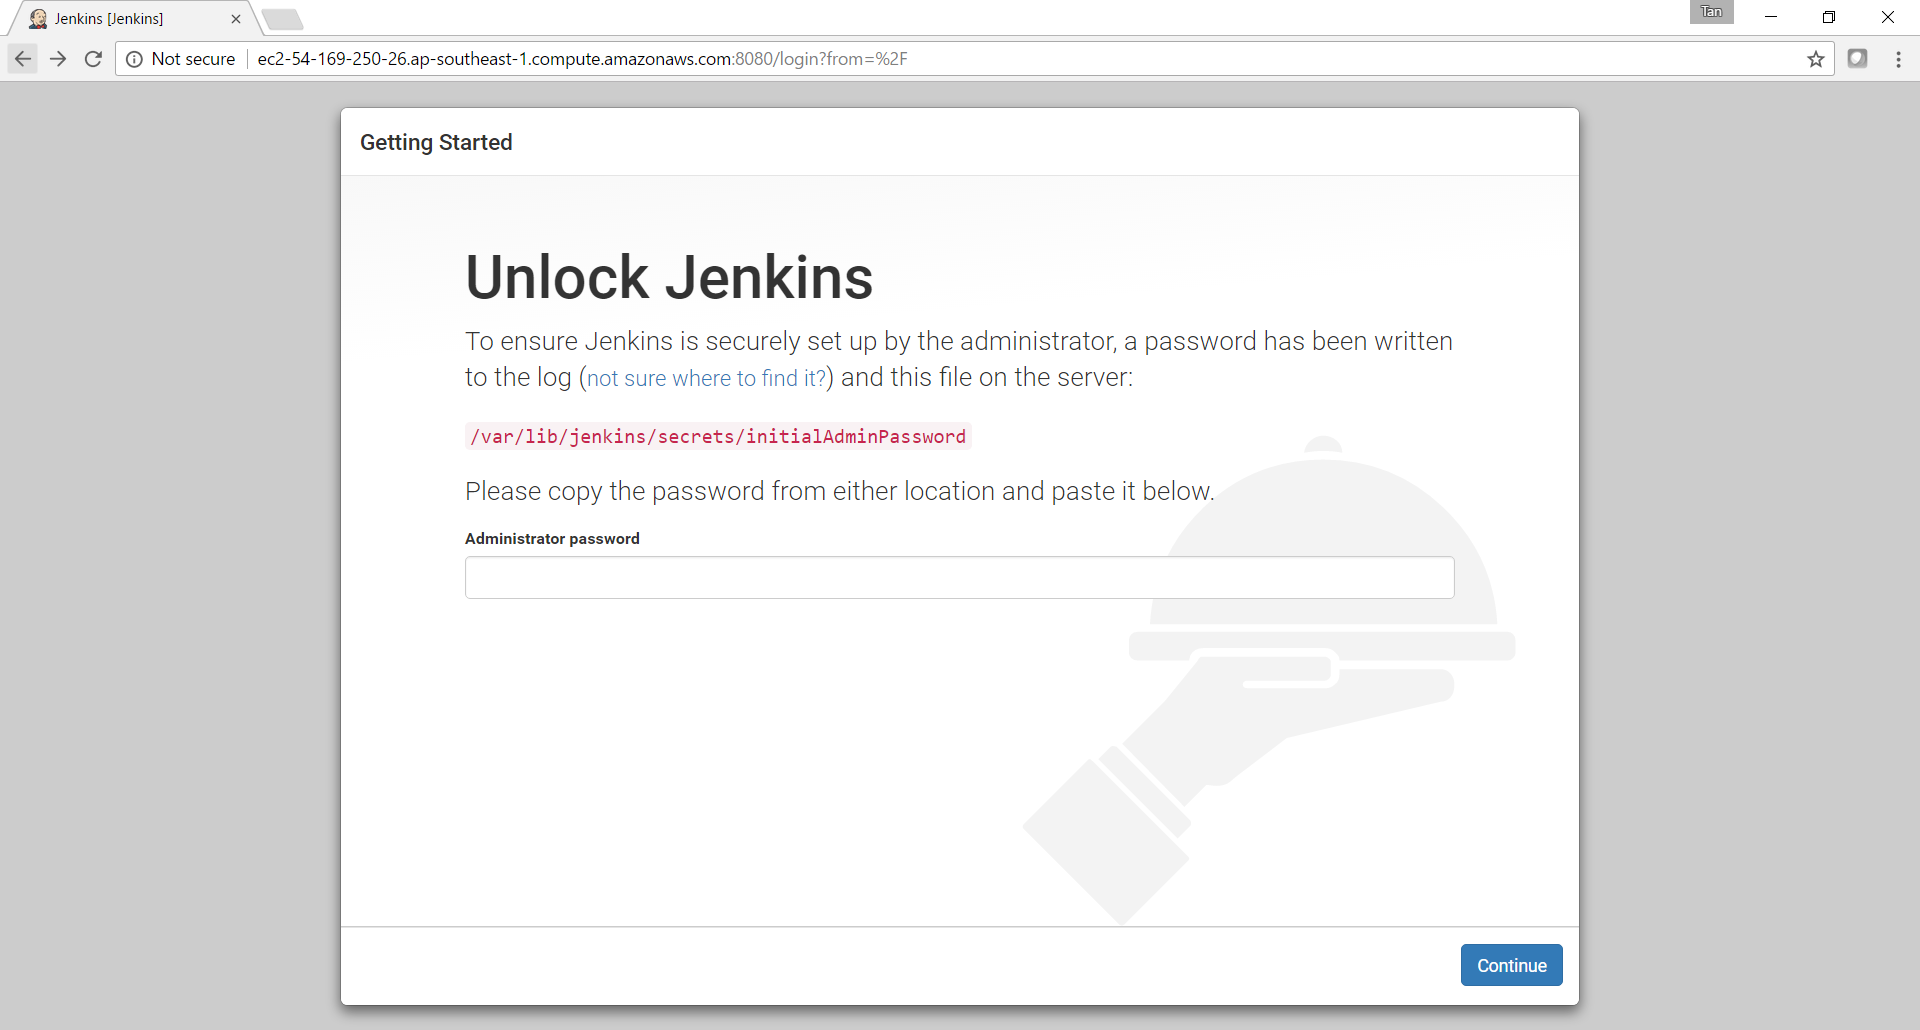 Jenkins [Jenkins]
Tan
Not secure
ec2-54-169-250-26.ap-southeast-1.compute.amazonaws.com:8080/login?from=%2F
Getting Started
Unlock Jenkins
To ensure Jenkins is securely set up by the administrator, a password has been written
to the log (not sure where to find it?) and this file on the server:
/var/lib/jenkins/secrets/initialAdminPassword
Please copy the password from either location and paste it below.
Administrator password
Continue